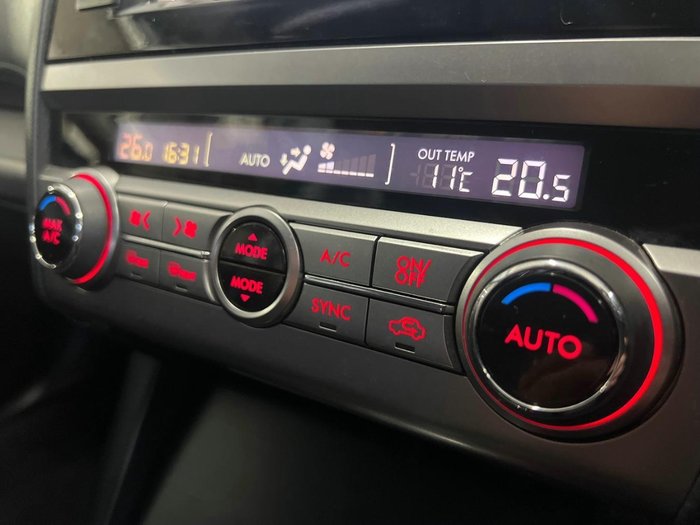 26.0 16:31 AUTO OUT TEMP 11°C 20.5
MAX A/C
MODE
MODE
A/C
ON/OFF
SYNC
AUTO